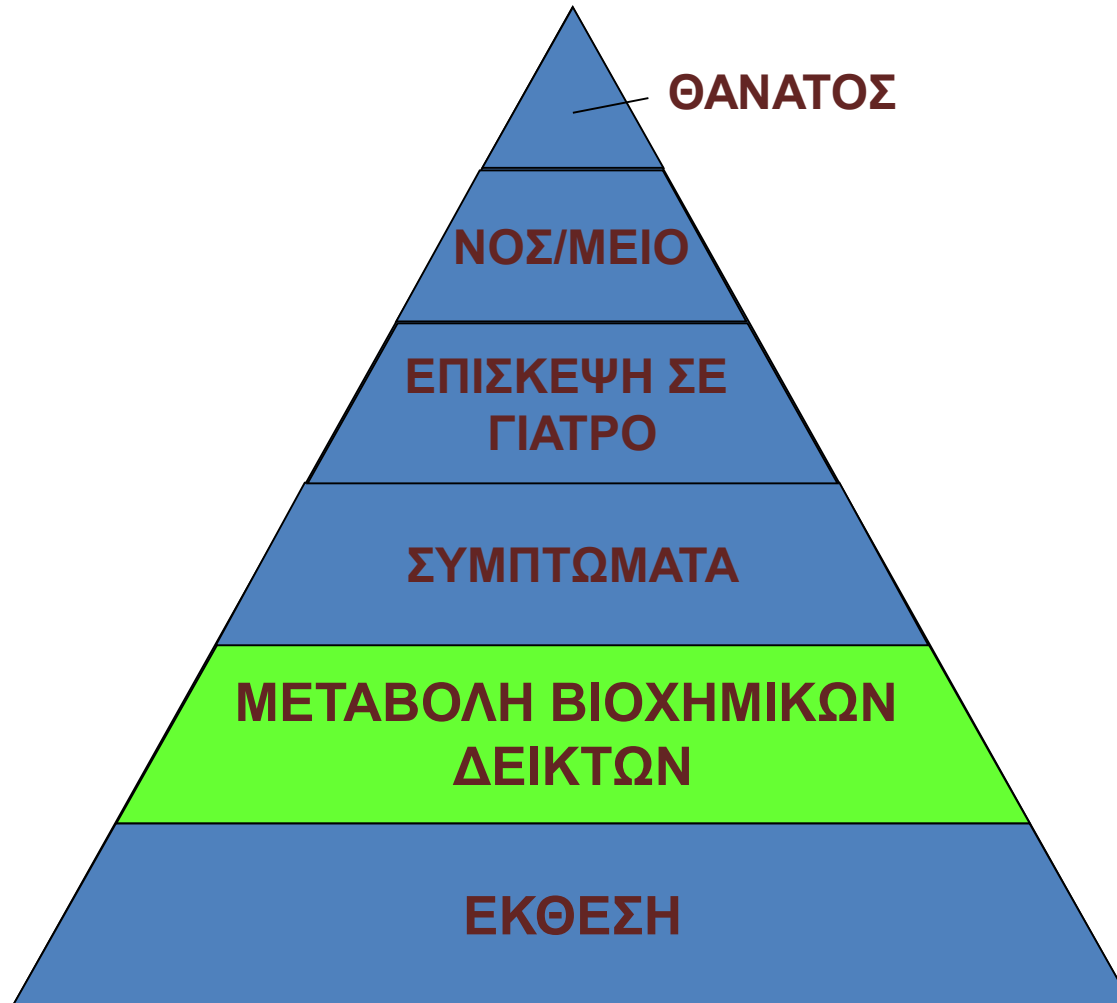 ΘΑΝΑΤΟΣ
ΝΟΣ/ΜΕΙΟ
ΕΠΙΣΚΕΨΗ ΣΕ
ΓΙΑΤΡΟ
ΣΥΜΠΤΩΜΑΤΑ
ΜΕΤΑΒΟΛΗ ΒΙΟΧΗΜΙΚΩΝ
ΔΕΙΚΤΩΝ
ΕΚΘΕΣΗ